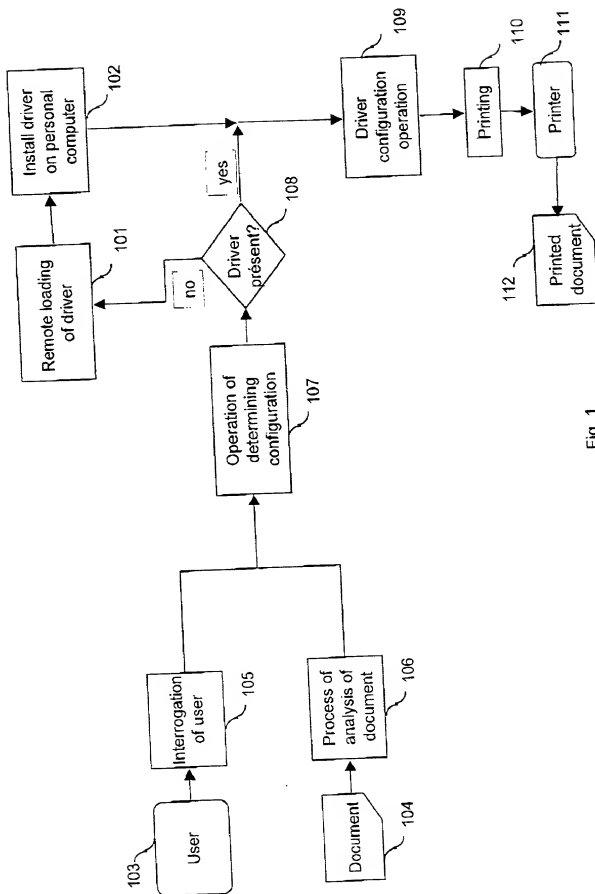 User
103
Interrogation
of user
105
Document
104
Process of
analysis of
document
106
Operation of
determining
configuration
107
Driver
présent?
108
no
yes
Remote loading
of driver
101
Install driver
on personal
computer
102
Driver
configuration
operation
109
Printing
110
Printer
111
Printed
document
112
Fig. 1